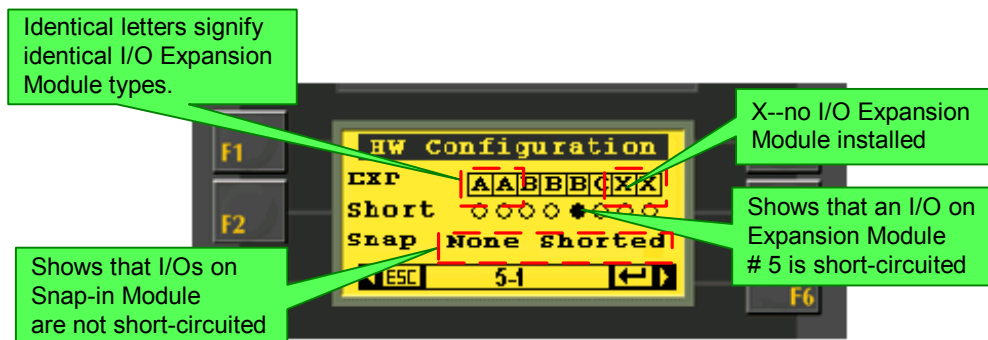 Identical letters signify
identical I/O Expansion
Module types.
X--no I/O Expansion
Module installed
F1
HW Configuration
EXP AABBBCXX
F2
Short
Shows that an I/O on
Expansion Module
# 5 is short-circuited
Snap None Shorted
Shows that I/Os on
Snap-in Module
are not short-circuited
ESC 5-1
F6